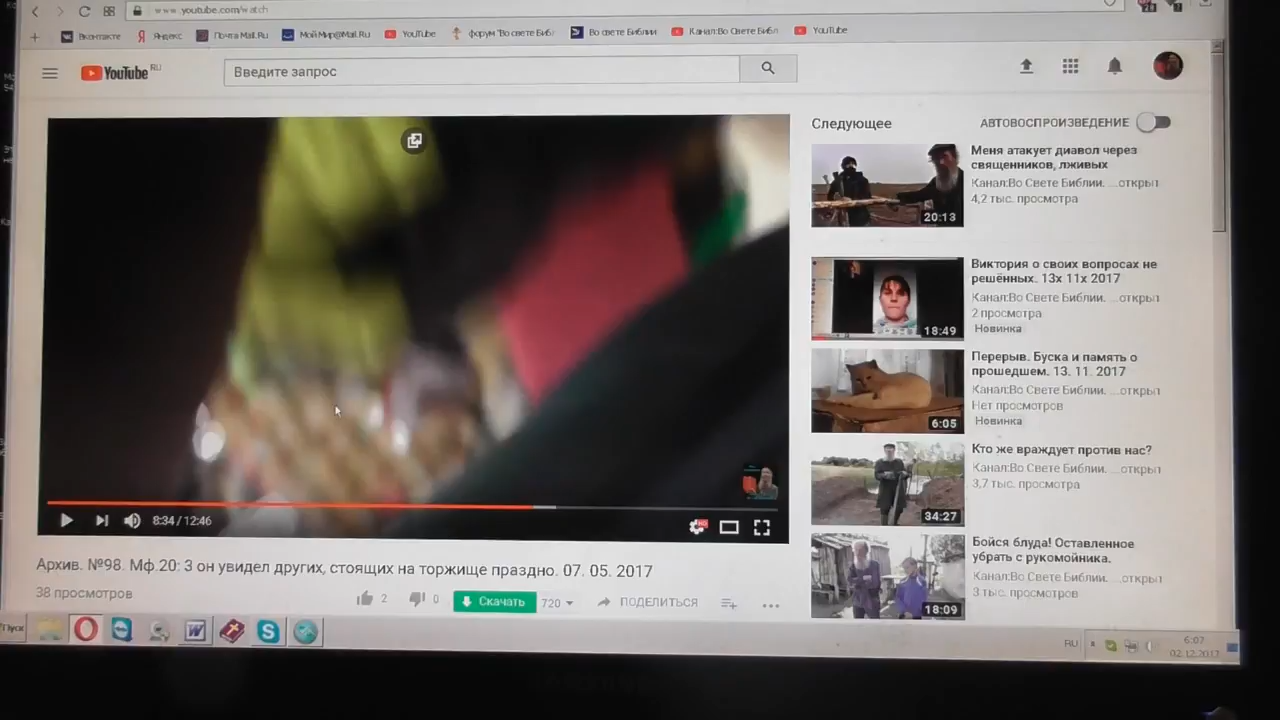 www.youtube.com/watch
Вконтакте Яндекс Почта Mail.Ru Мой Мир@Mail.Ru YouTube форум "Во свете Биб Во свете Библии Канал:Во Свете Библ YouTube
YouTube RU
Введите запрос
Следующее
АВТОВОСПРОИЗВЕДЕНИЕ
Меня атакует диавол через
священников, лживых
Канал:Во Свете Библии. ...открыт
4,2 тыс. просмотра
20:13
Виктория о своих вопросах не
решённых. 13х 11х 2017
Канал:Во Свете Библии. ...открыт
2 просмотра
Новинка
18:49
Перерыв. Буска и память о
прошедшем. 13. 11. 2017
Канал:Во Свете Библии. ...открыт
Нет просмотров
Новинка
6:05
Кто же враждует против нас?
Канал:Во Свете Библии. ...открыт
3,7 тыс. просмотра
34:27
Бойся блуда! Оставленное
убрать с рукомойника.
Канал:Во Свете Библии. ...открыт
3 тыс. просмотра
18:09
8:34 / 12:46
HD
Архив. №98. Мф.20: 3 он увидел других, стоящих на торжище праздно. 07. 05. 2017
38 просмотров
2 0 Скачать 720 ПОДЕЛИТЬСЯ
Пуск
RU
6:07
02.12.2017